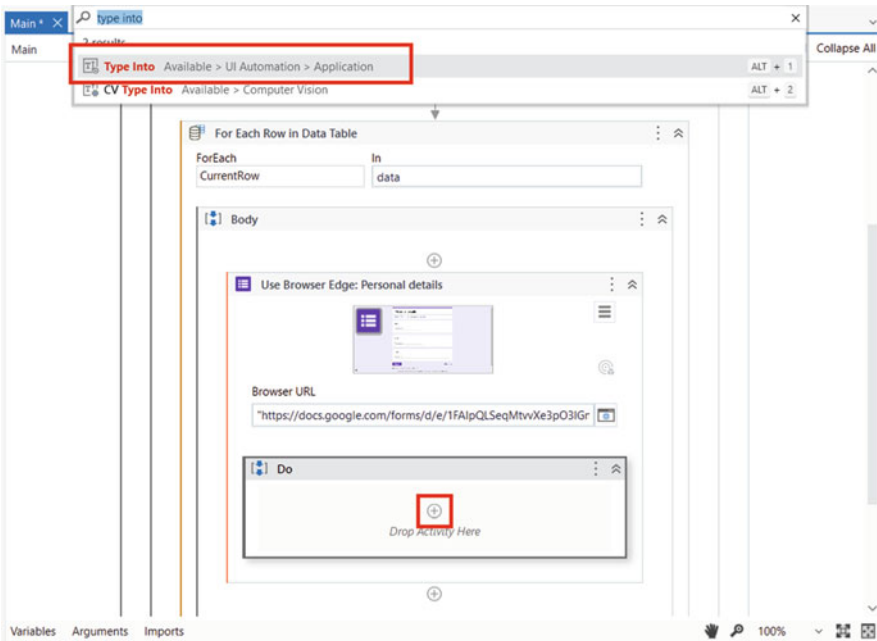 Main *
type into
Main
Collapse All
2 results
Type Into Available > UI Automation > Application ALT + 1
CV Type Into Available > Computer Vision ALT + 2
For Each Row in Data Table
ForEach In
CurrentRow data
Body
Use Browser Edge: Personal details
Browser URL
"https://docs.google.com/forms/d/e/1FAIpQLSeqMtvvXe3pO3IGr
Do
Drop Activity Here
Variables Arguments Imports 100%